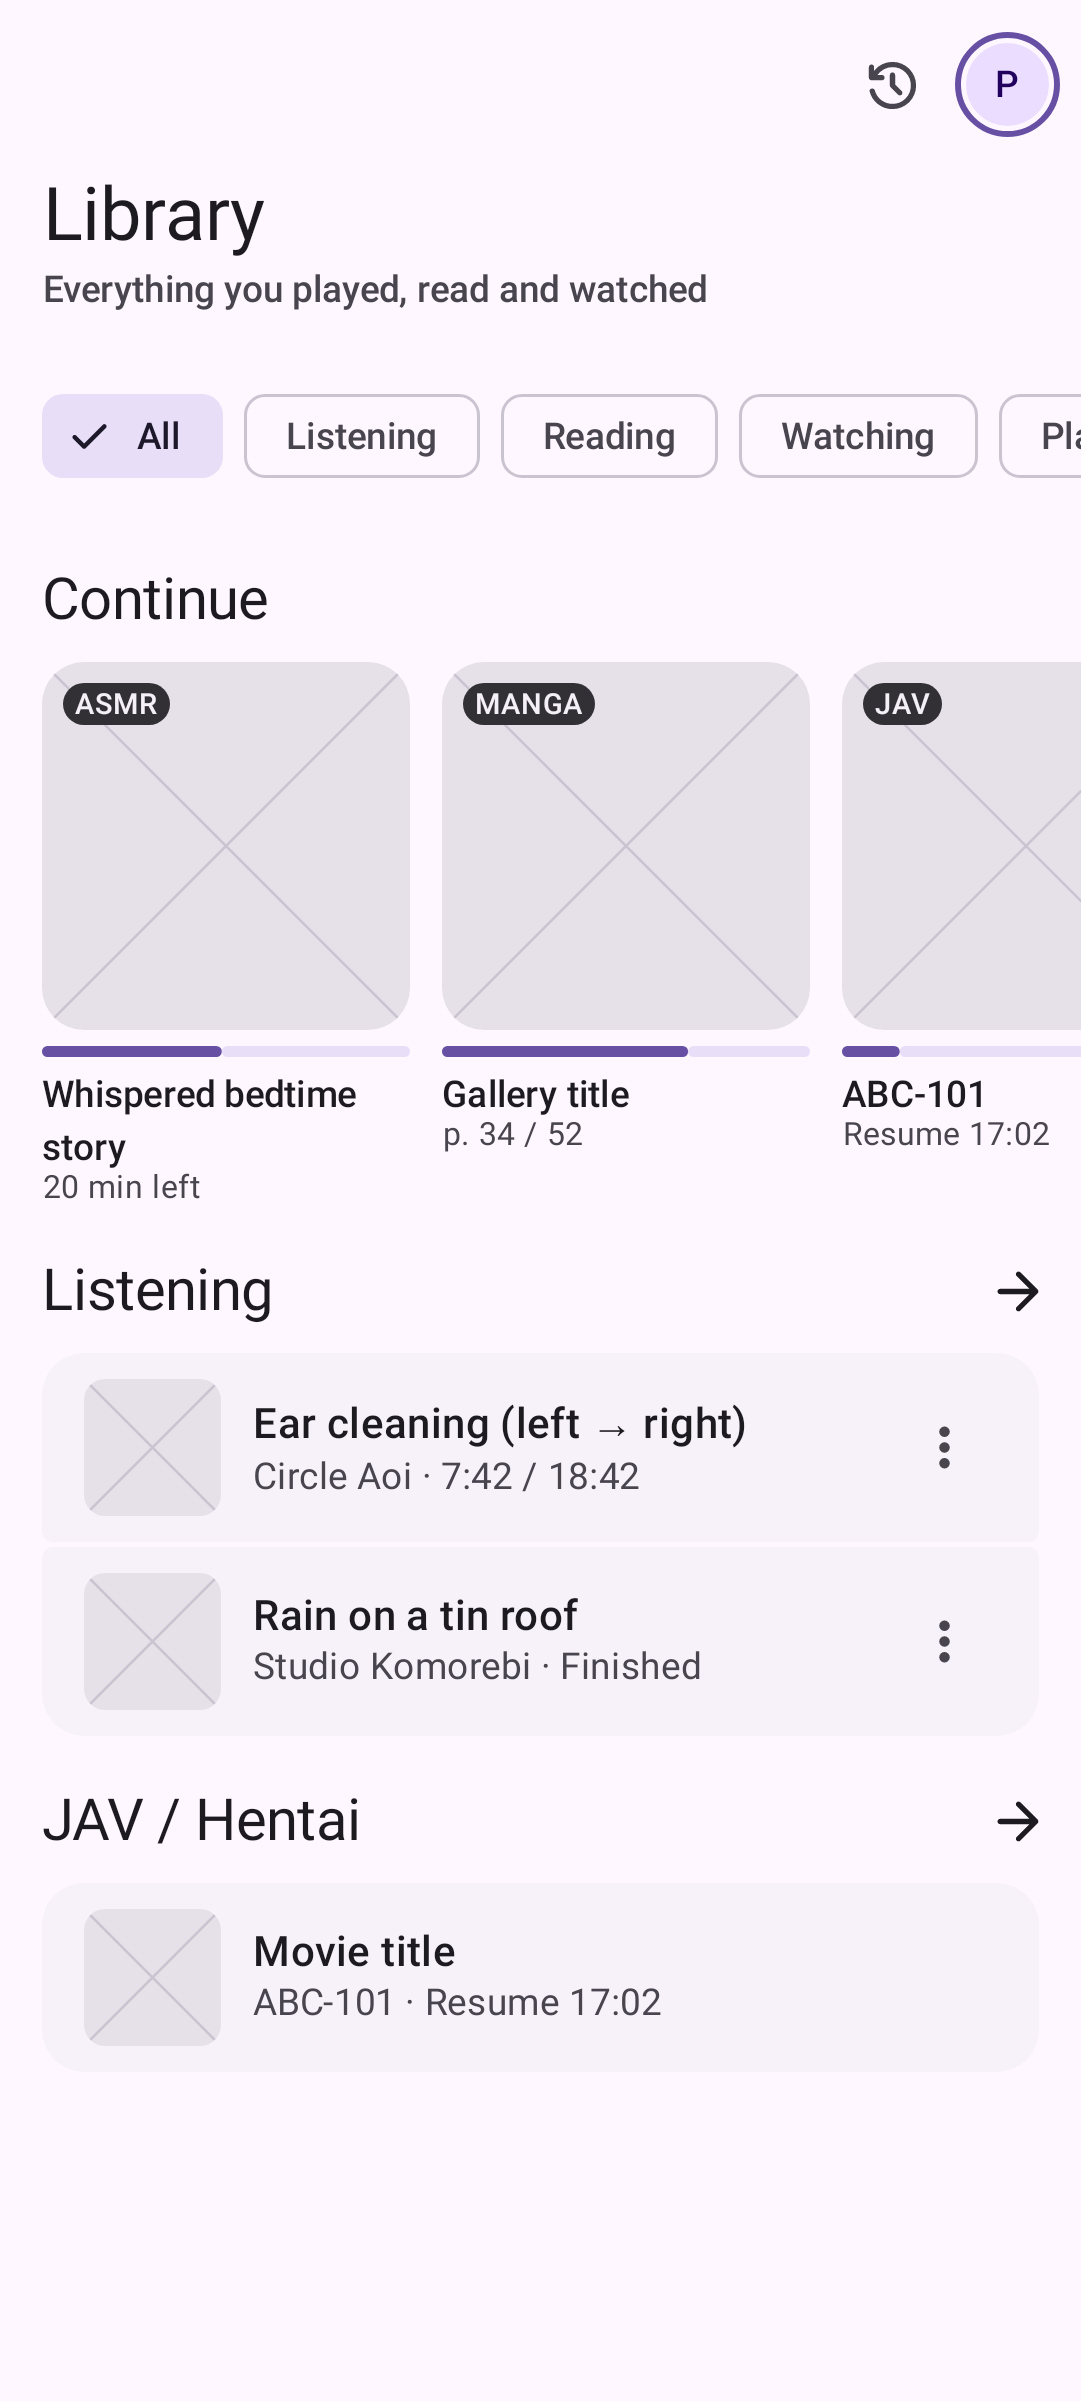 P
Library
Everything you played, read and watched
All
Listening
Reading
Watching
Continue
ASMR
MANGA
JAV
Whispered bedtime
story
20 min left
Gallery title
p. 34 / 52
ABC-101
Resume 17:02
Listening
Ear cleaning (left → right)
Circle Aoi · 7:42 / 18:42
Rain on a tin roof
Studio Komorebi · Finished
JAV / Hentai
Movie title
ABC-101 · Resume 17:02